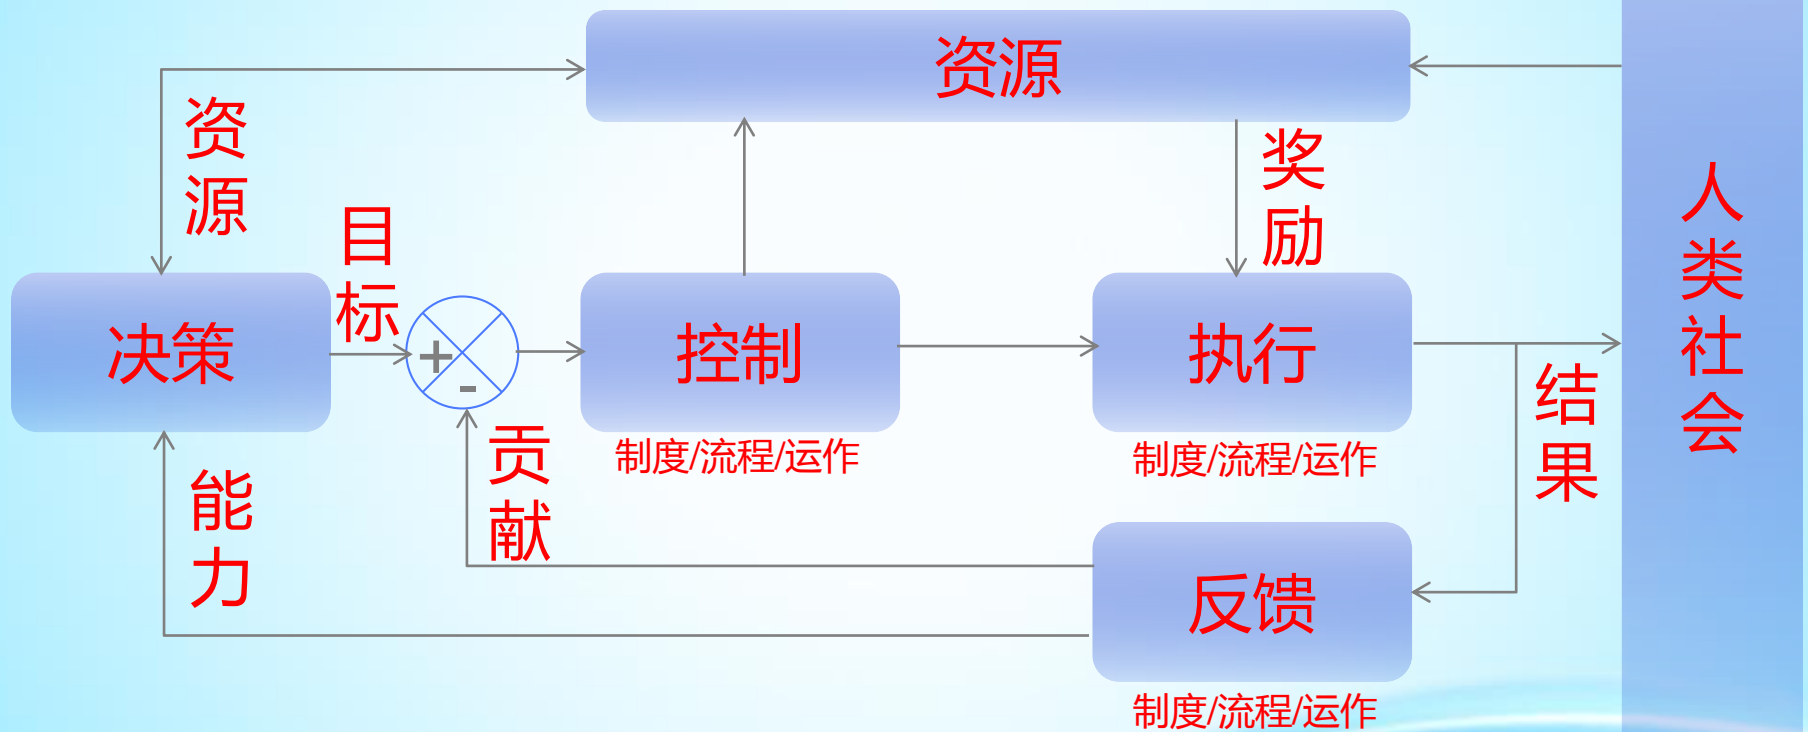 资源
资源
奖励
人类社会
目标
决策
+
-
控制
执行
结果
制度/流程/运作
制度/流程/运作
贡献
能力
反馈
制度/流程/运作